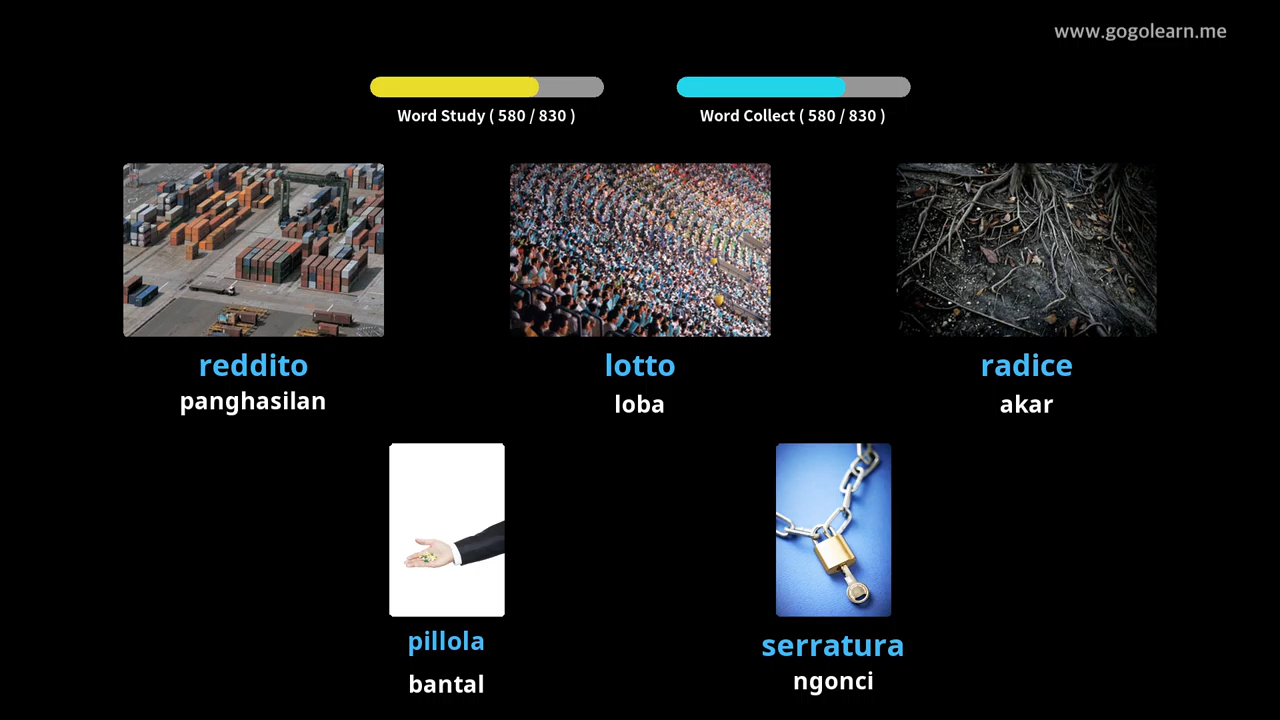 www.gogolearn.me
Word Study ( 580 / 830 )
Word Collect ( 580 / 830 )
reddito
panghasilan
lotto
loba
radice
akar
pillola
bantal
serratura
ngonci